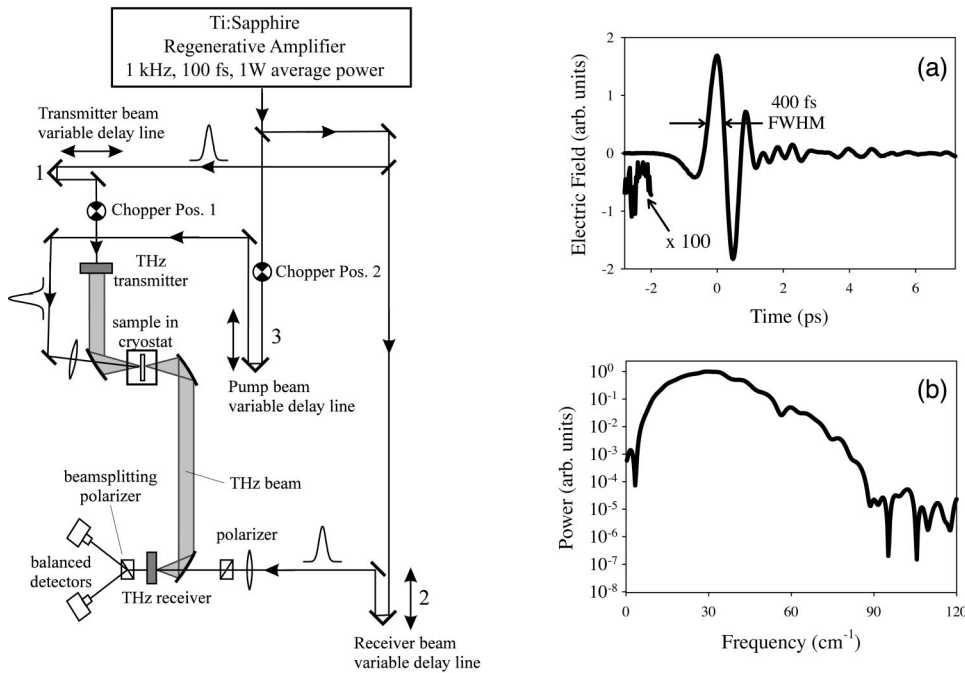 Ti:Sapphire
Regenerative Amplifier
1 kHz, 100 fs, 1W average power
Transmitter beam
variable delay line
1
Chopper Pos. 1
THz
transmitter
Chopper Pos. 2
sample in
cryostat
3
Pump beam
variable delay line
beamsplitting
polarizer
THz beam
polarizer
balanced
detectors
THz receiver
2
Receiver beam
variable delay line
(a)
Electric Field (arb. units)
2
1
0
-1
-2
400 fs
FWHM
x 100
-2
0
2
4
6
Time (ps)
(b)
Power (arb. units)
10⁰
10⁻¹
10⁻²
10⁻³
10⁻⁴
10⁻⁵
10⁻⁶
10⁻⁷
10⁻⁸
0
30
60
90
120
Frequency (cm⁻¹)